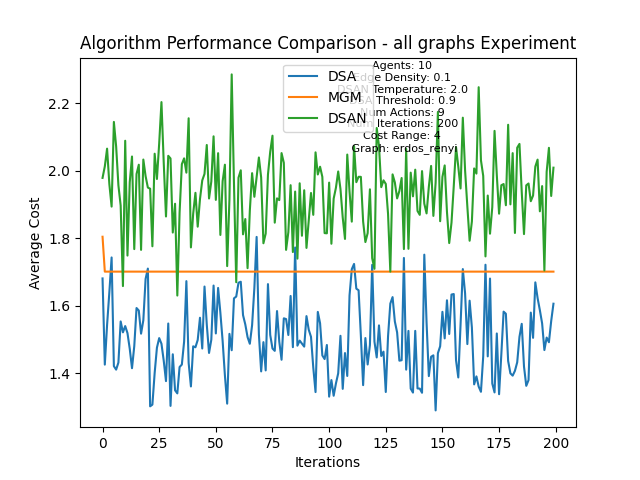 Algorithm Performance Comparison - all graphs Experiment
Average Cost
2.2
2.0
1.8
1.6
1.4
DSA
MGM
DSAN
Agents: 10
Edge Density: 0.1
DSAN Temperature: 2.0
DSA Threshold: 0.9
Num Actions: 9
Num Iterations: 200
Cost Range: 4
Graph: erdos_renyi
0 25 50 75 100 125 150 175 200
Iterations